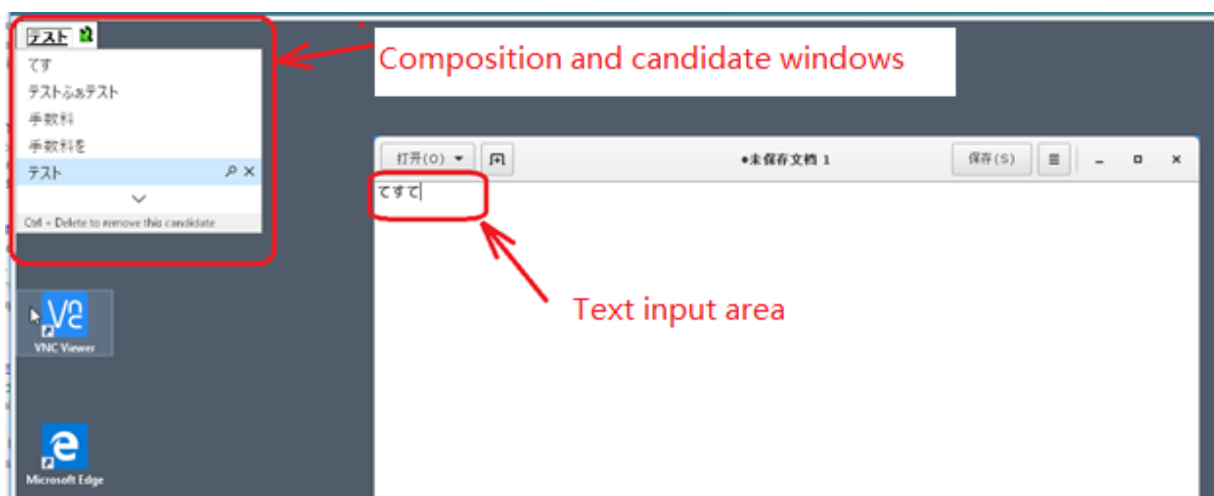 テスト
てす
テストふぁテスト
手数料
手数料を
テスト
Ctrl + Delete to remove this candidate
Composition and candidate windows
打开(O)
•未保存文档 1
保存(S)
てすて
Text input area
VNC Viewer
Microsoft Edge